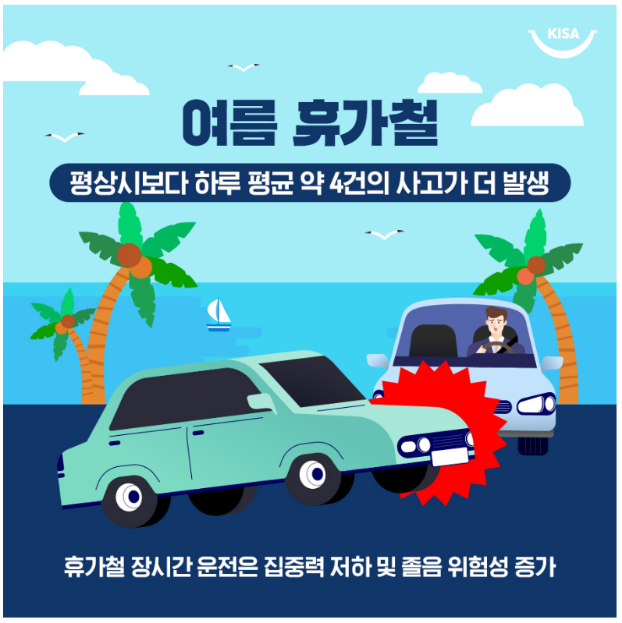 KISA
여름 휴가철
평상시보다 하루 평균 약 4건의 사고가 더 발생
휴가철 장시간 운전은 집중력 저하 및 졸음 위험성 증가